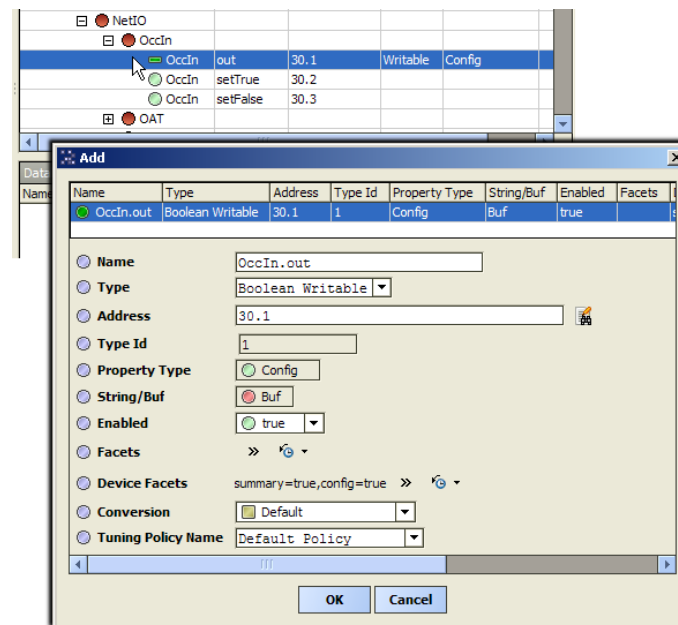 NetIO
OccIn
OccIn out 30.1 Writable Config
OccIn setTrue 30.2
OccIn setFalse 30.3
OAT
Data
Name
Add
Name Type Address Type Id Property Type String/Buf Enabled Facets
OccIn.out Boolean Writable 30.1 1 Config Buf true
Name OccIn.out
Type Boolean Writable
Address 30.1
Type Id 1
Property Type Config
String/Buf Buf
Enabled true
Facets »
Device Facets summary=true,config=true »
Conversion Default
Tuning Policy Name Default Policy
OK Cancel